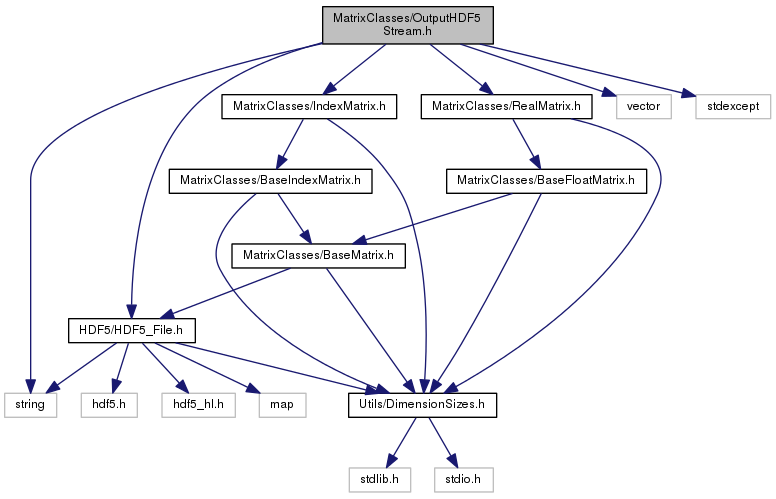 MatrixClasses/OutputHDF5
Stream.h
MatrixClasses/IndexMatrix.h
MatrixClasses/RealMatrix.h
vector
stdexcept
MatrixClasses/BaseIndexMatrix.h
MatrixClasses/BaseFloatMatrix.h
MatrixClasses/BaseMatrix.h
HDF5/HDF5_File.h
string
hdf5.h
hdf5_hl.h
map
Utils/DimensionSizes.h
stdlib.h
stdio.h